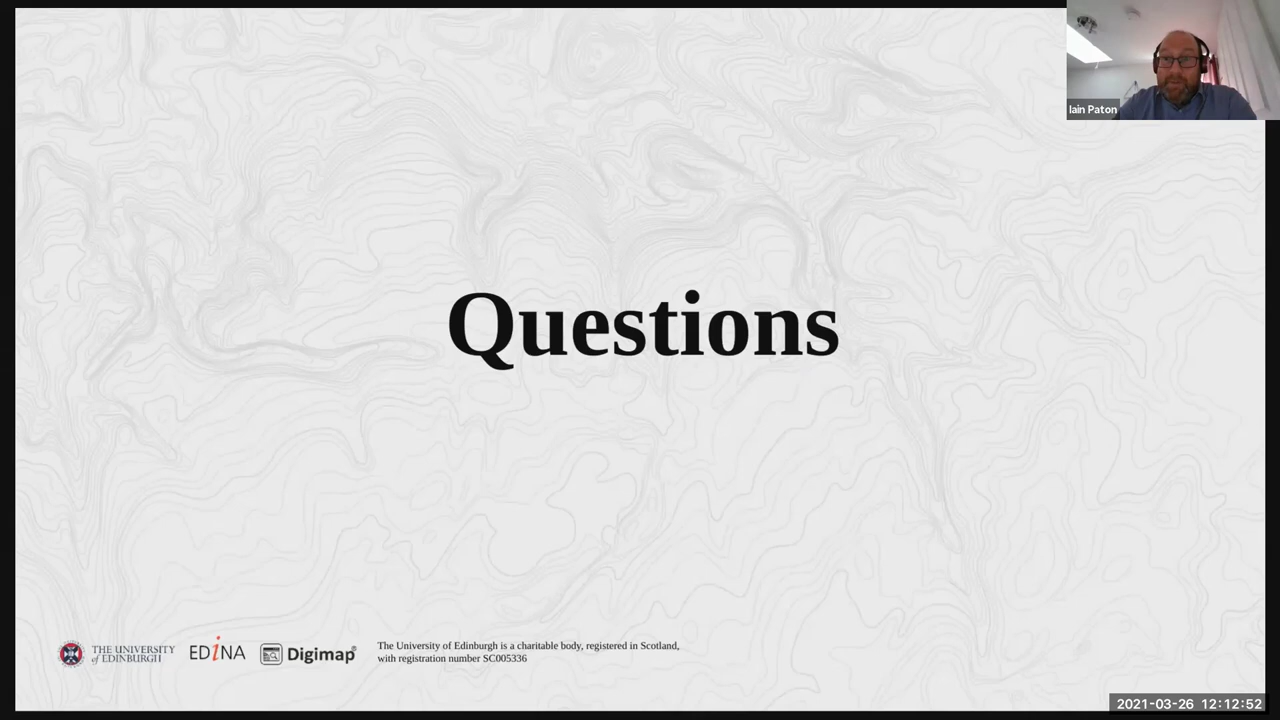 Iain Paton
Questions
THE UNIVERSITY
of EDINBURGH
EDINA
Digimap
The University of Edinburgh is a charitable body, registered in Scotland,
with registration number SC005336
2021-03-26 12:12:52